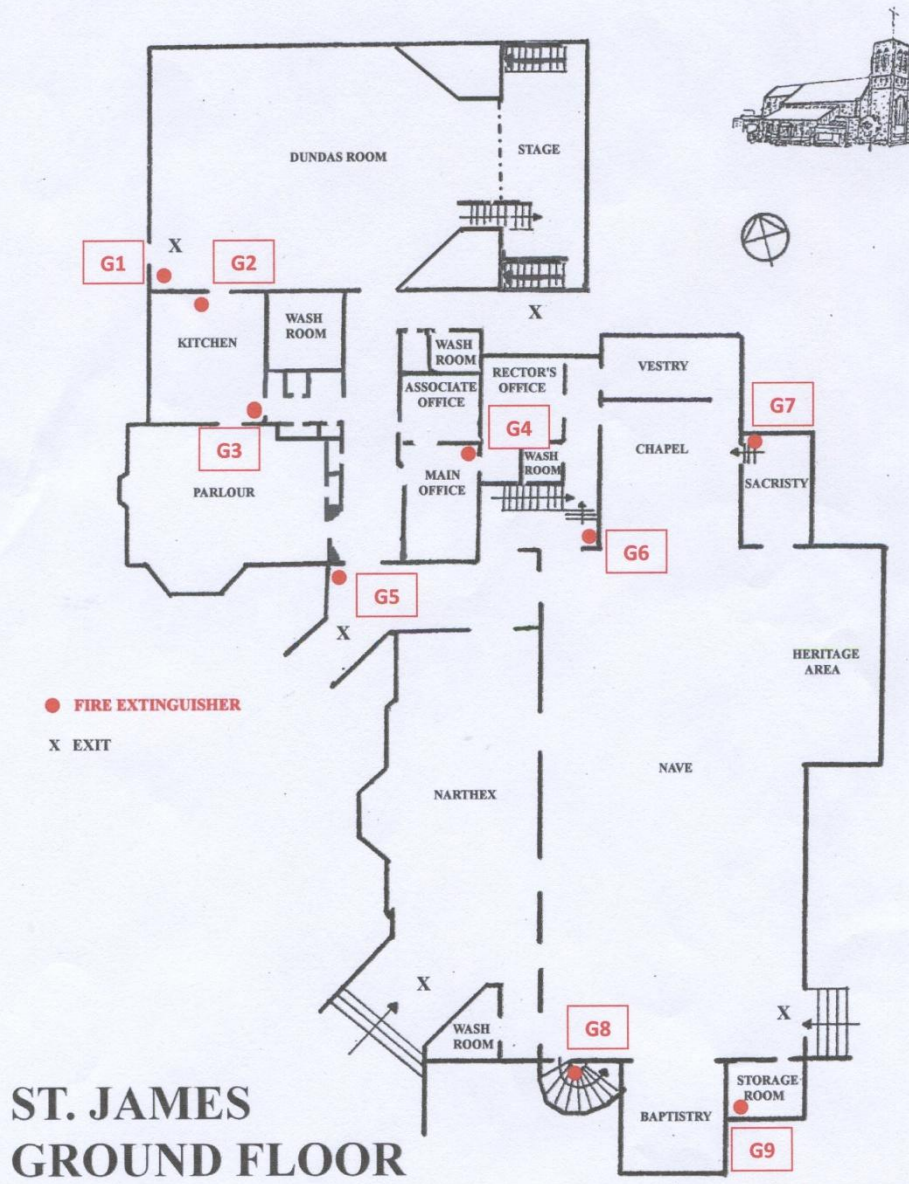 DUNDAS ROOM
STAGE
X
G1
G2
X
KITCHEN
WASH
ROOM
WASH
ROOM
RECTOR'S
OFFICE
VESTRY
ASSOCIATE
OFFICE
G3
G4
G7
CHAPEL
PARLOUR
MAIN
OFFICE
WASH
ROOM
SACRISTY
G6
G5
X
HERITAGE
AREA
FIRE EXTINGUISHER
X EXIT
NARTHEX
NAVE
X
X
WASH
ROOM
G8
STORAGE
ROOM
BAPTISTRY
G9
ST. JAMES
GROUND FLOOR